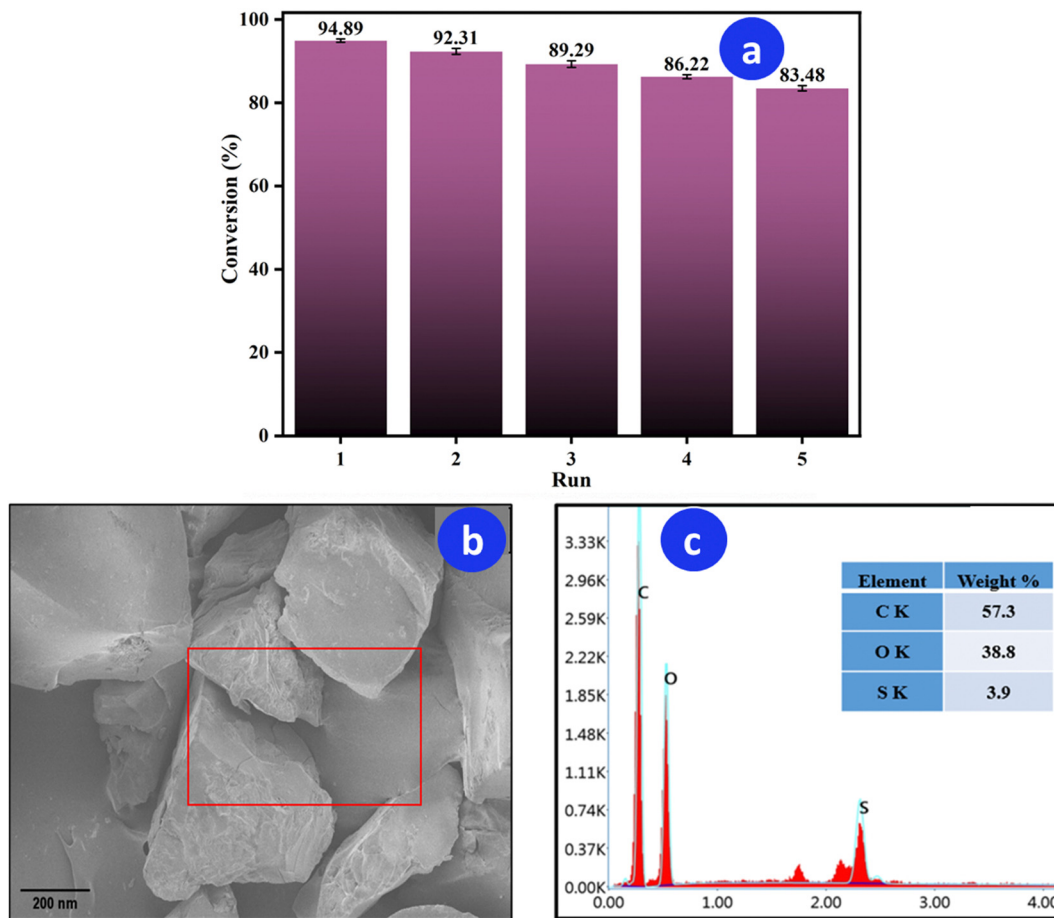 a
94.89
92.31
89.29
86.22
83.48
100
80
60
40
20
0
Conversion (%)
1 2 3 4 5
Run
b
200 nm
c
3.33K
2.96K
2.59K
2.22K
1.85K
1.48K
1.11K
0.74K
0.37K
0.00K
C
O
S
Element Weight %
C K 57.3
O K 38.8
S K 3.9
0.00 1.00 2.00 3.00 4.0